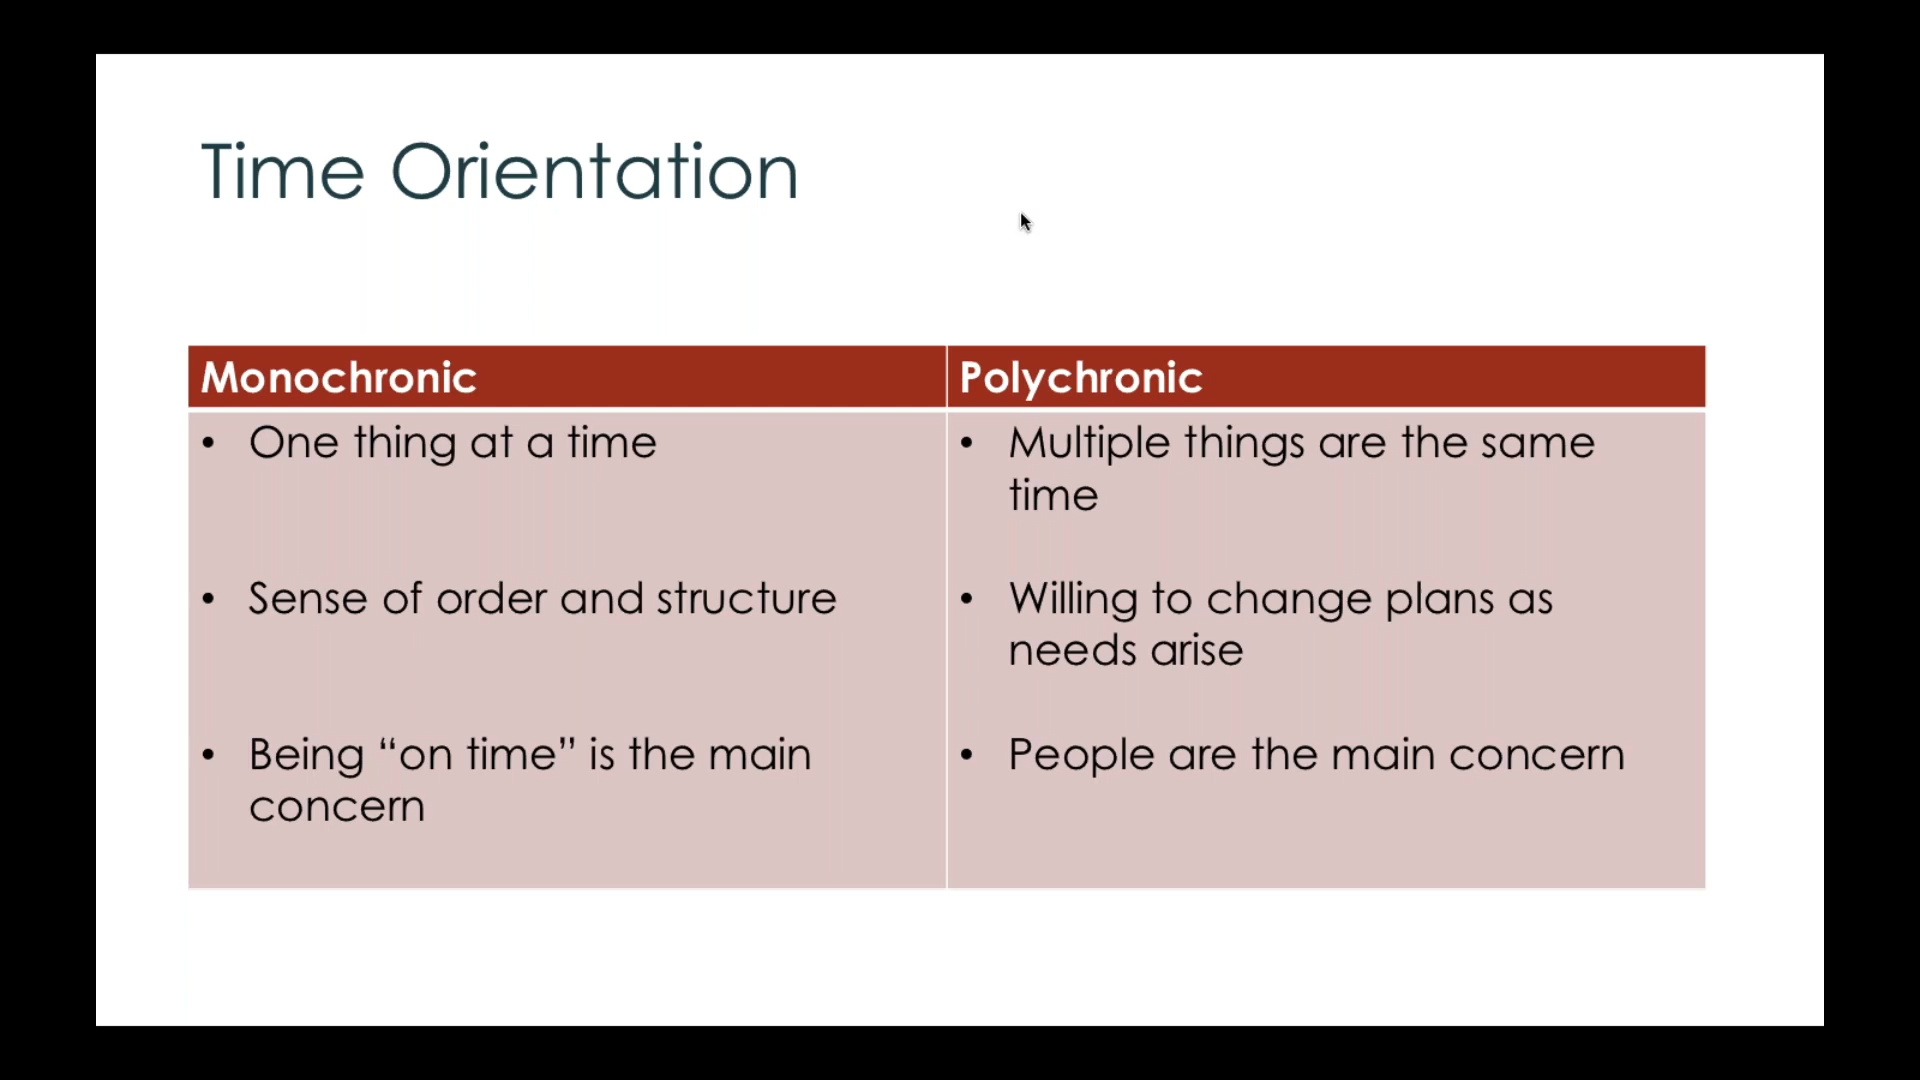 Time Orientation
Monochronic
• One thing at a time
• Sense of order and structure
• Being “on time” is the main
concern
Polychronic
• Multiple things are the same
time
• Willing to change plans as
needs arise
• People are the main concern